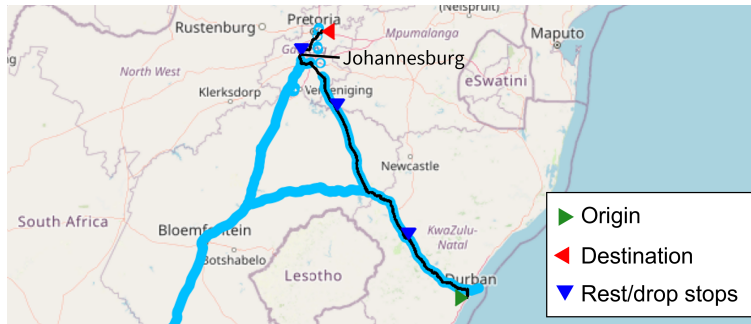 (Nelspruit)
Pretoria
Rustenburg
Mpumalanga
Maputo
Johannesburg
eSwatini
North West
Klerksdorp
Vereeniging
Newcastle
South Africa
Bloemfontein
KwaZulu-
Natal
Botshabelo
Lesotho
Durban
Origin
Destination
Rest/drop stops